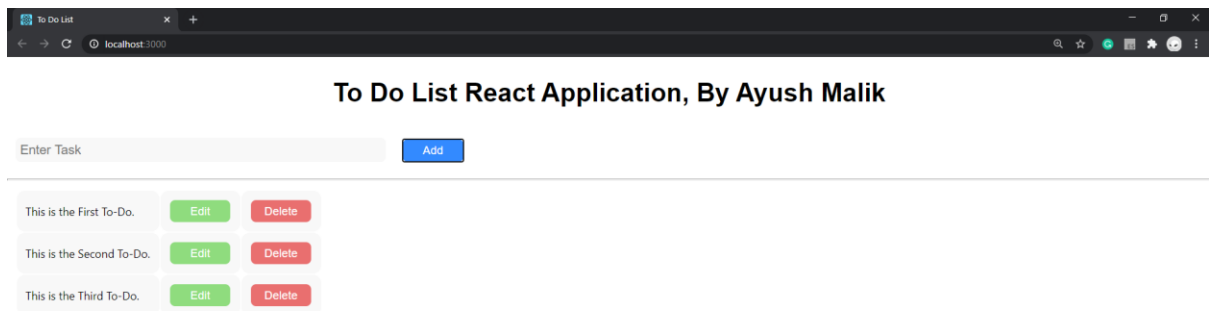 To Do List
localhost:3000
To Do List React Application, By Ayush Malik
Enter Task Add
This is the First To-Do. Edit Delete
This is the Second To-Do. Edit Delete
This is the Third To-Do. Edit Delete